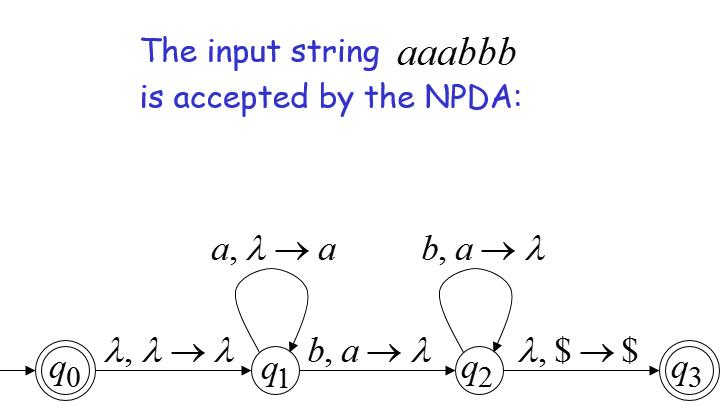 The input string aaabbb
is accepted by the NPDA:
a, λ → a b, a → λ
λ, λ → λ b, a → λ λ, $ → $
q0 q1 q2 q3